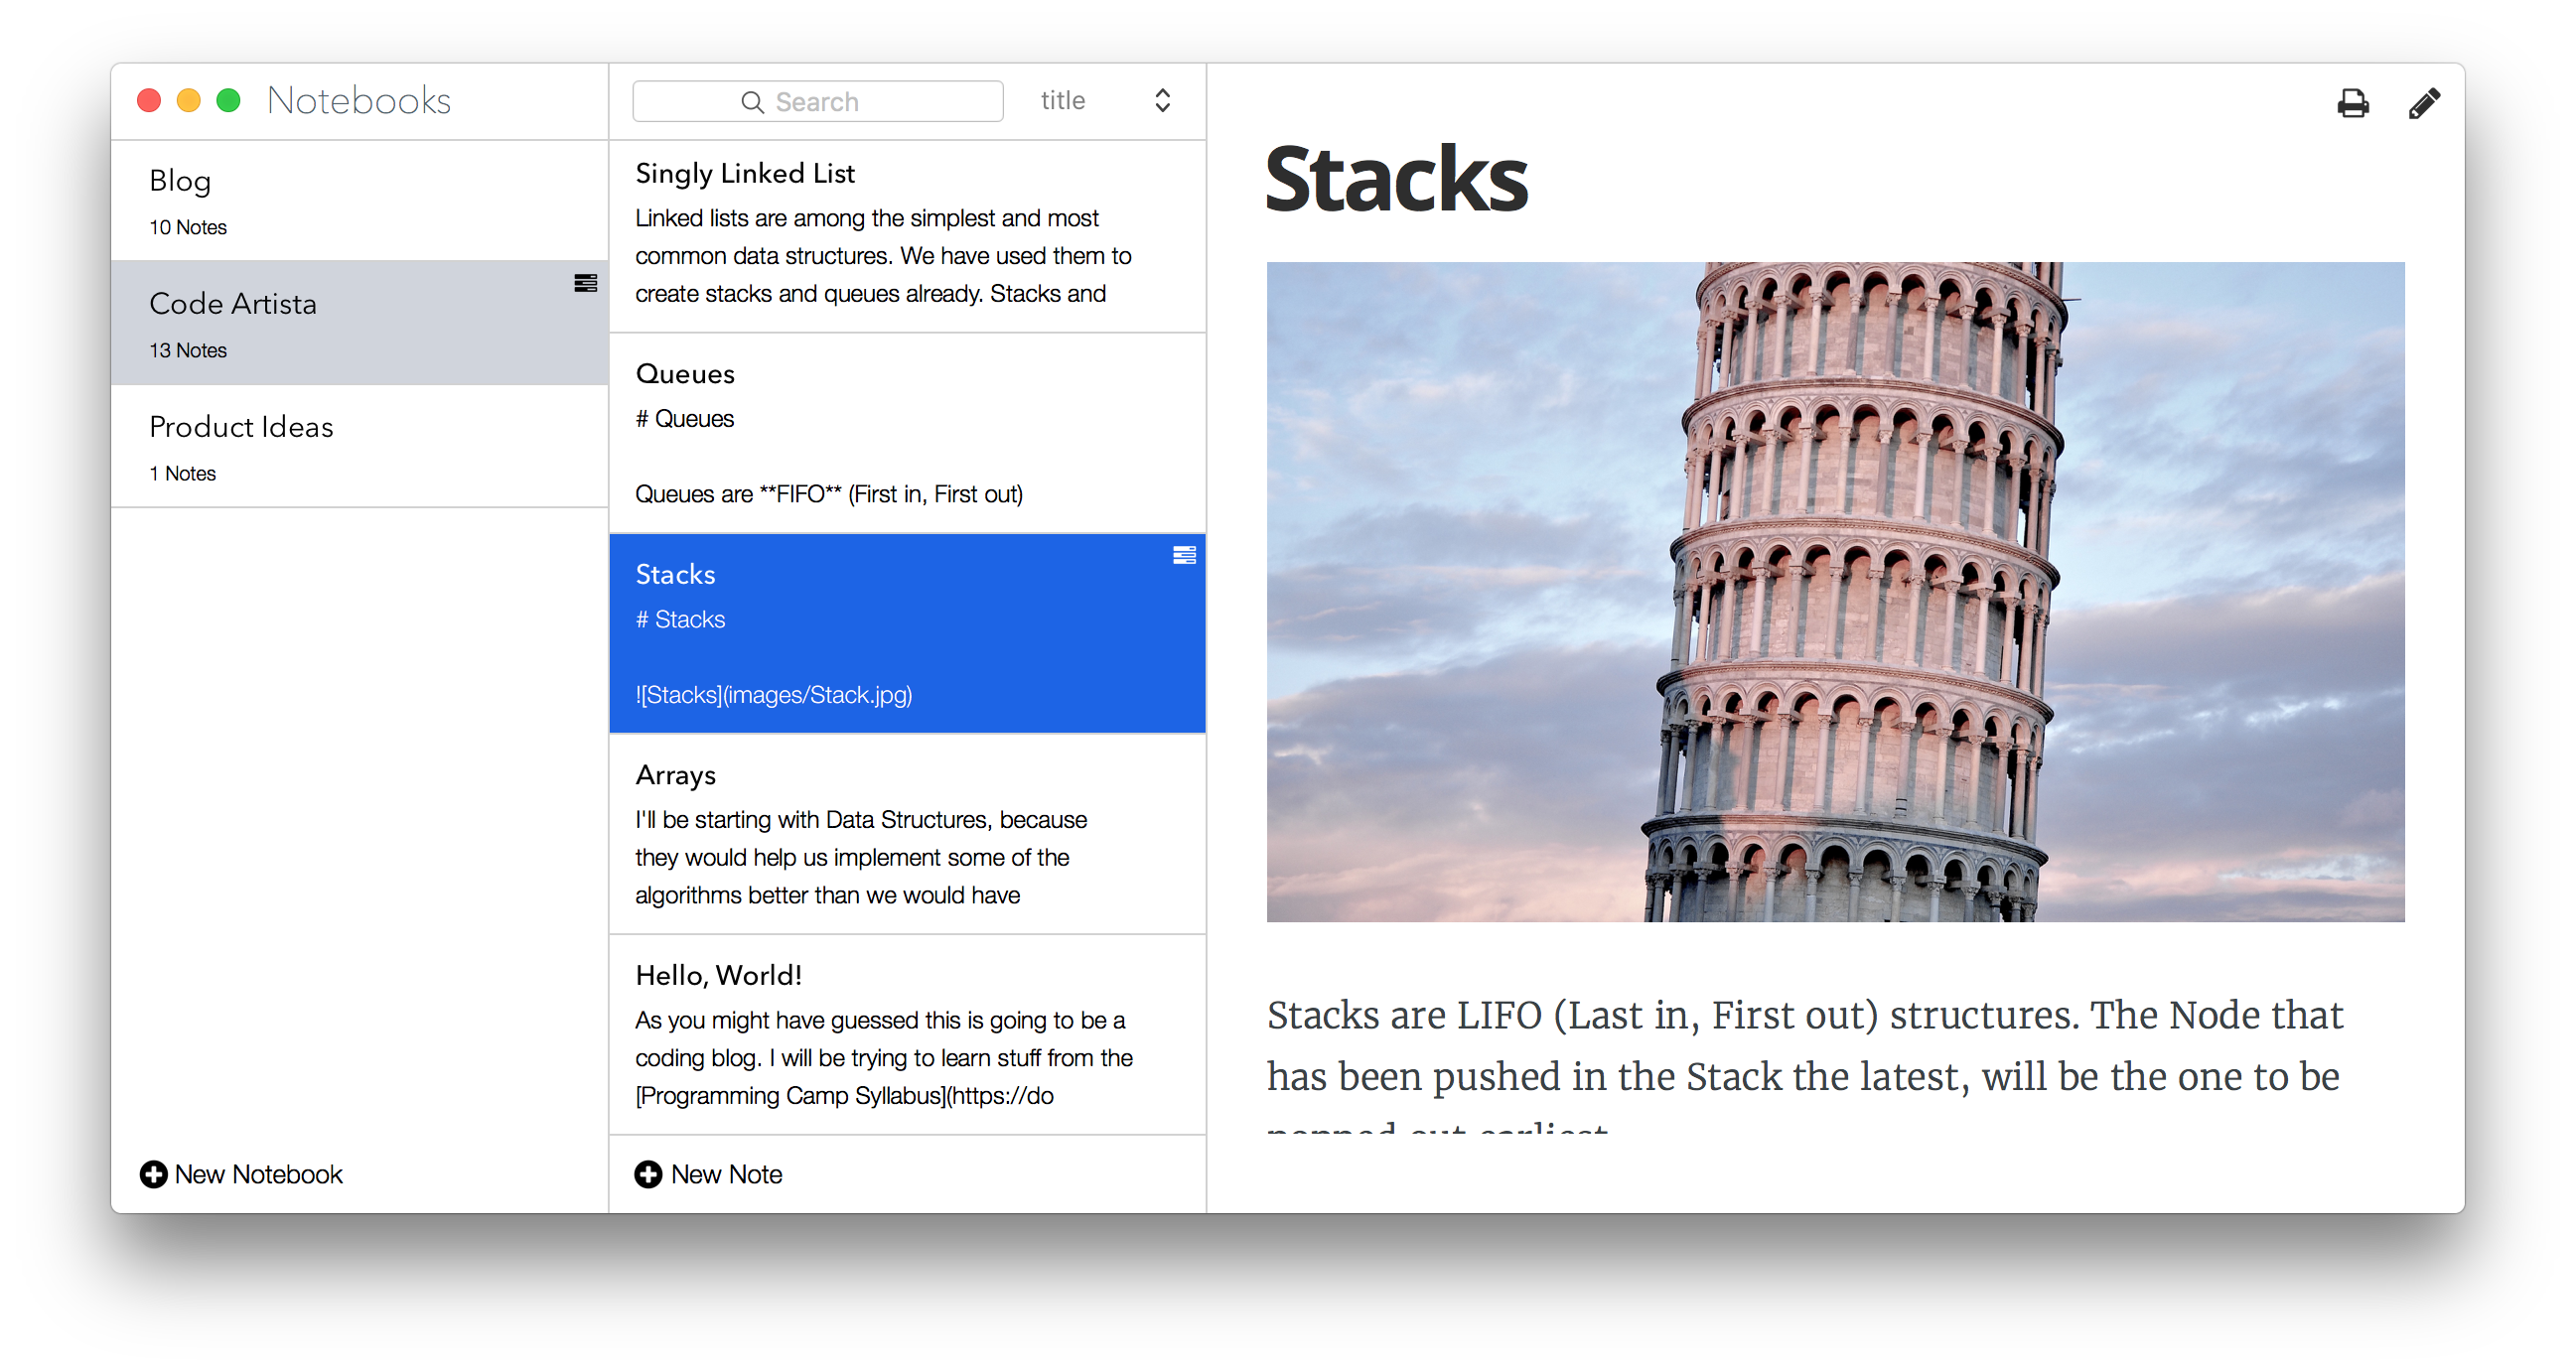 Notebooks
Blog
10 Notes
Code Artista
13 Notes
Product Ideas
1 Notes
New Notebook
Search
title
Singly Linked List
Linked lists are among the simplest and most
common data structures. We have used them to
create stacks and queues already. Stacks and
Queues
# Queues
Queues are **FIFO** (First in, First out)
Stacks
# Stacks
![Stacks](images/Stack.jpg)
Arrays
I'll be starting with Data Structures, because
they would help us implement some of the
algorithms better than we would have
Hello, World!
As you might have guessed this is going to be a
coding blog. I will be trying to learn stuff from the
[Programming Camp Syllabus](https://do
New Note
Stacks
Stacks are LIFO (Last in, First out) structures. The Node that
has been pushed in the Stack the latest, will be the one to be
popped out earliest